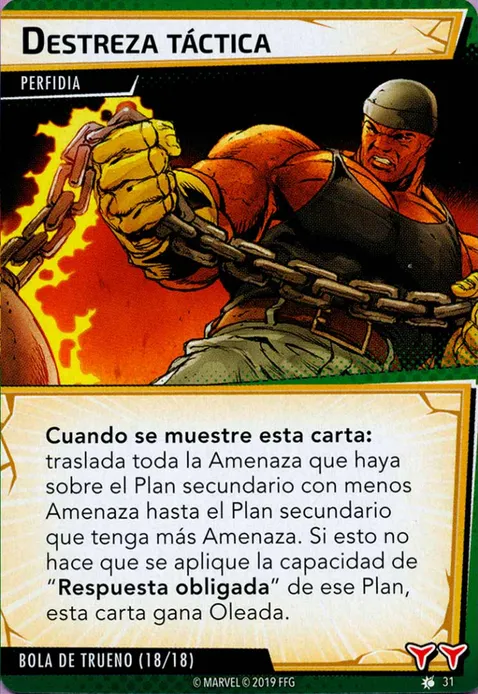 DESTREZA TÁCTICA
PERFIDIA
Cuando se muestre esta carta:
traslada toda la Amenaza que haya
sobre el Plan secundario con menos
Amenaza hasta el Plan secundario
que tenga más Amenaza. Si esto no
hace que se aplique la capacidad de
“Respuesta obligada” de ese Plan,
esta carta gana Oleada.
BOLA DE TRUENO (18/18)
© MARVEL © 2019 FFG
31